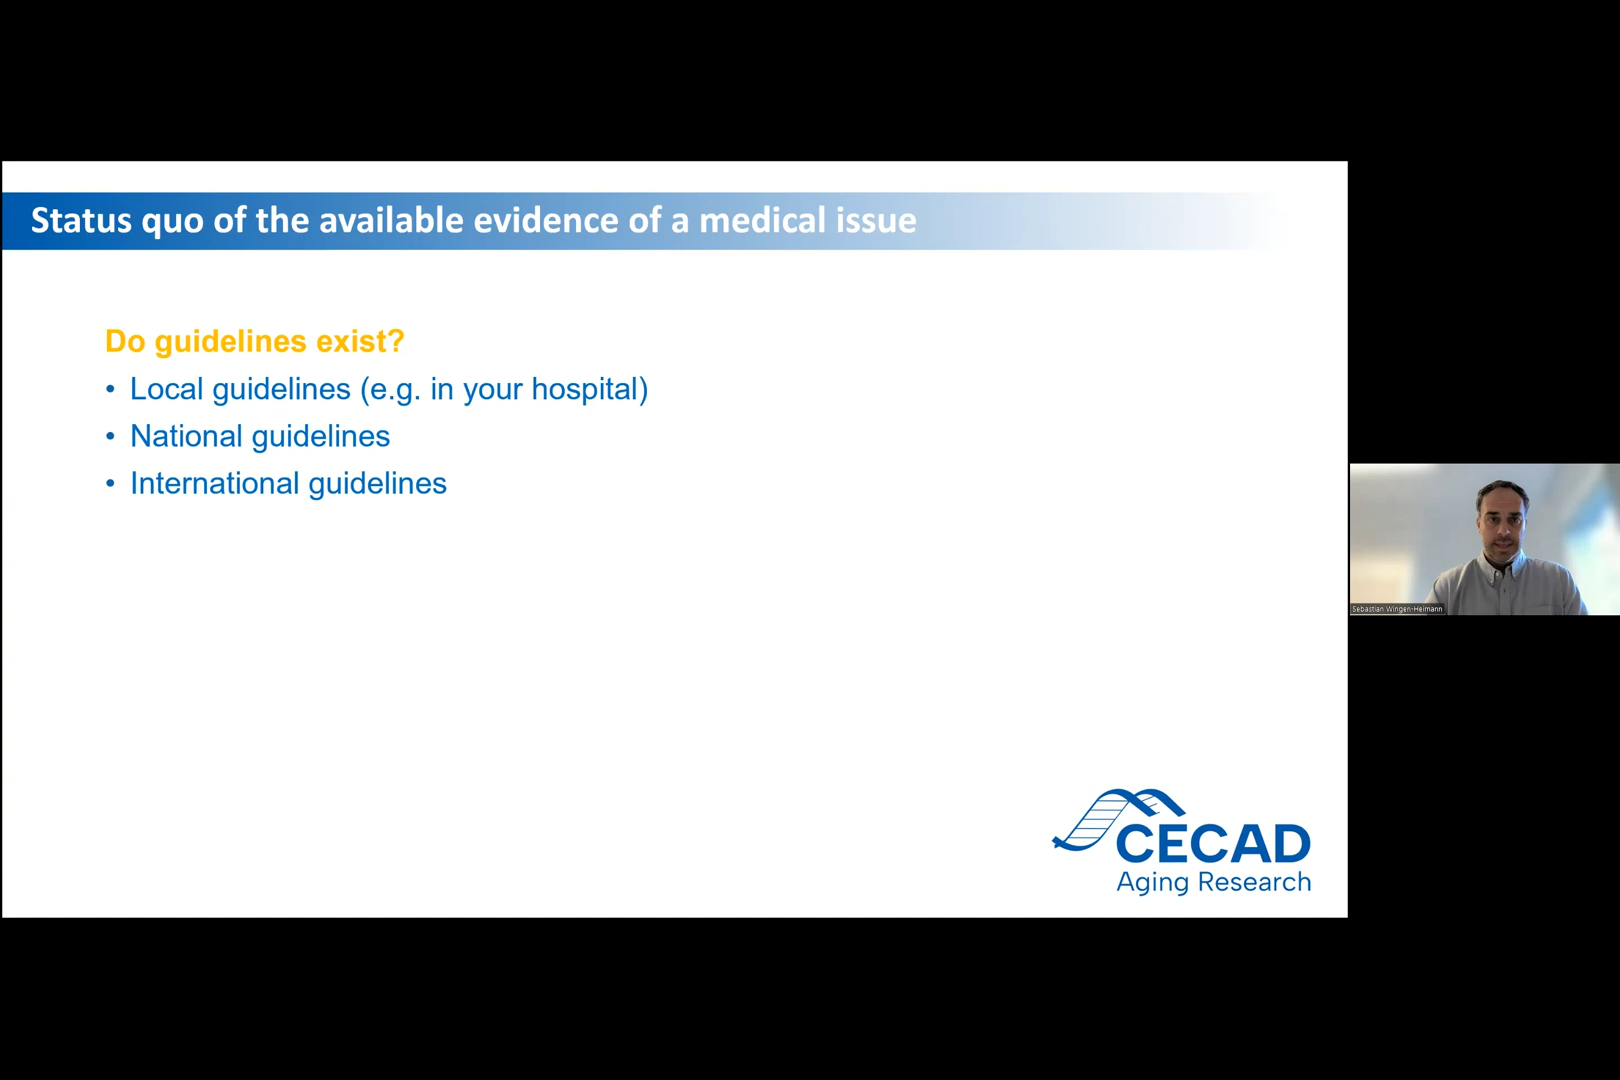 Status quo of the available evidence of a medical issue
Do guidelines exist?
• Local guidelines (e.g. in your hospital)
• National guidelines
• International guidelines
Sebastian Wingen-Heimann
CECAD
Aging Research